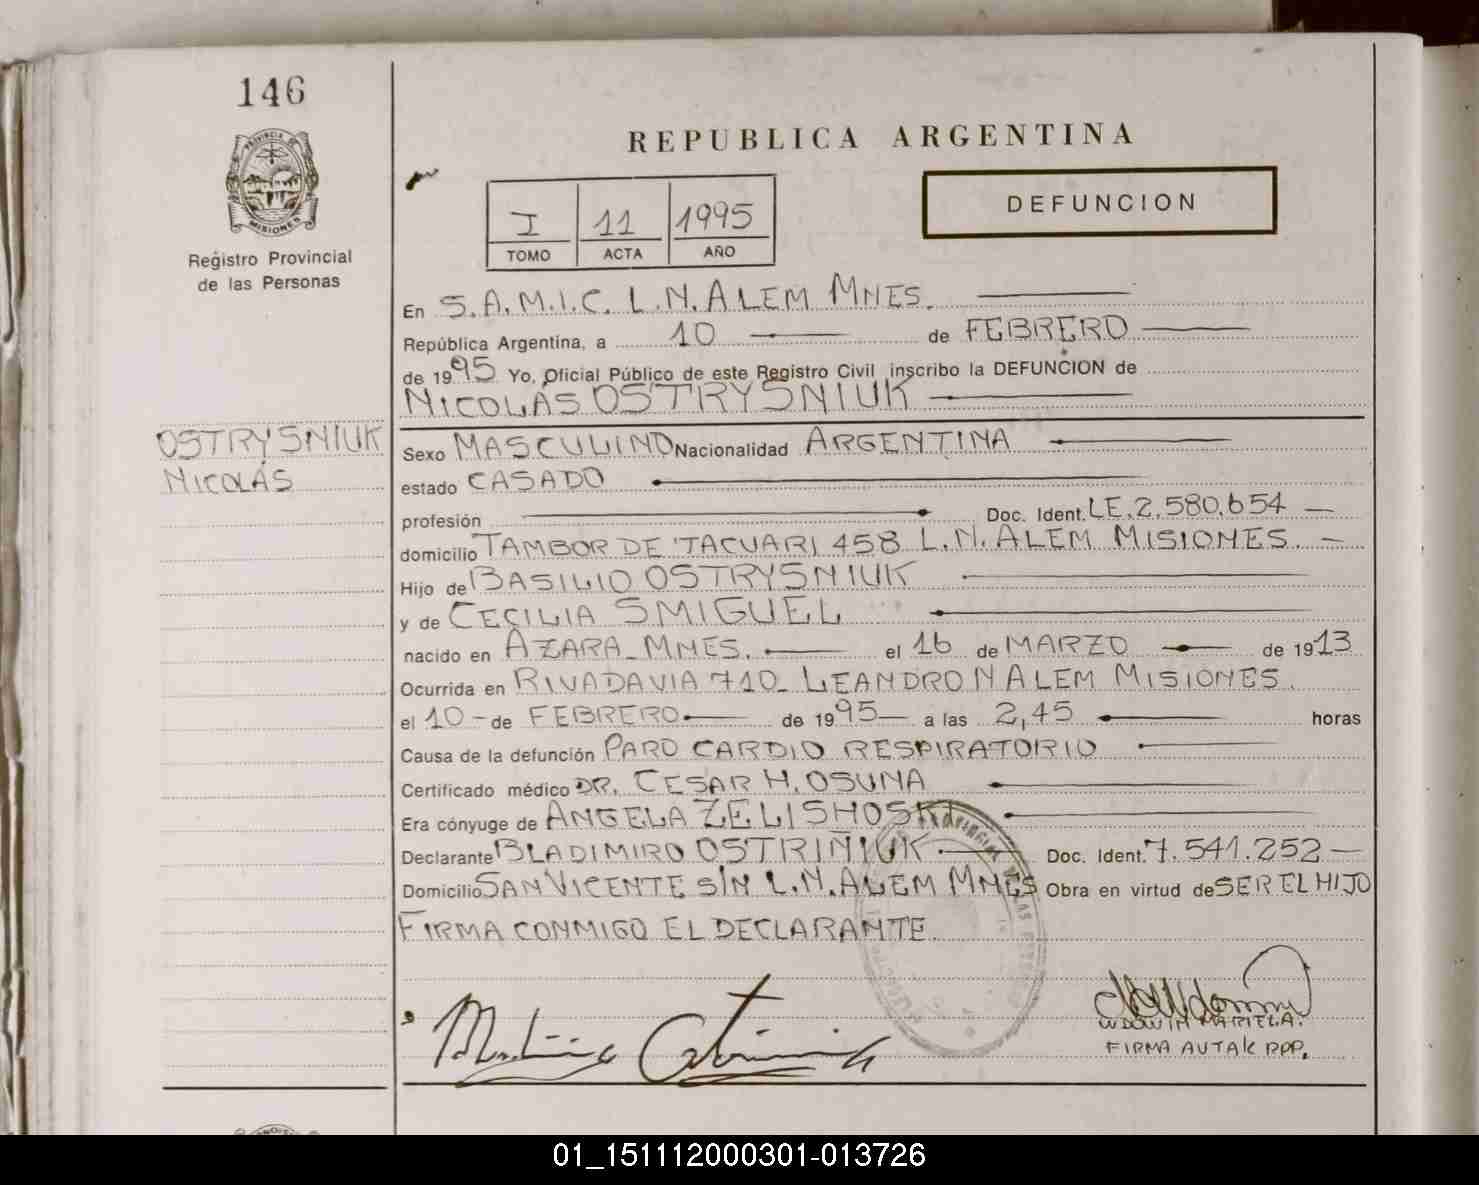 146
PROVINCIA DE
MISIONES
Registro Provincial
de las Personas
REPUBLICA ARGENTINA
DEFUNCION
I 11 1995
TOMO ACTA AÑO
En S.A.M.I.C. L.N. ALEM MNES.
República Argentina, a 10 de FEBRERO
de 1995 Yo, Oficial Público de este Registro Civil inscribo la DEFUNCION de
NICOLÁS OSTRYSNIUK
OSTRYSNIUK
NICOLÁS
Sexo MASCULINO Nacionalidad ARGENTINA
estado CASADO
profesión Doc. Ident. LE. 2.580.654
domicilio TAMBOR DE TACUARI 458 L.N. ALEM MISIONES.
Hijo de BASILIO OSTRYSNIUK
y de CECILIA SMIGUEL
nacido en AZARA - MNES. el 16 de MARZO de 1913
Ocurrida en RIVADAVIA 710 - LEANDRO N ALEM MISIONES.
el 10 - de FEBRERO de 1995 a las 2,45 horas
Causa de la defunción PARO CARDIO RESPIRATORIO
Certificado médico DR. CESAR H. OSUNA
Era cónyuge de ANGELA ZELISHOSKI
Declarante BLADIMIRO OSTRIÑIUK Doc. Ident. 7.541.252
Domicilio SAN VICENTE S/N L.N. ALEM MNES Obra en virtud de SER EL HIJO
FIRMA CONMIGO EL DECLARANTE.
MARIELA.
FIRMA
01_151112000301-013726